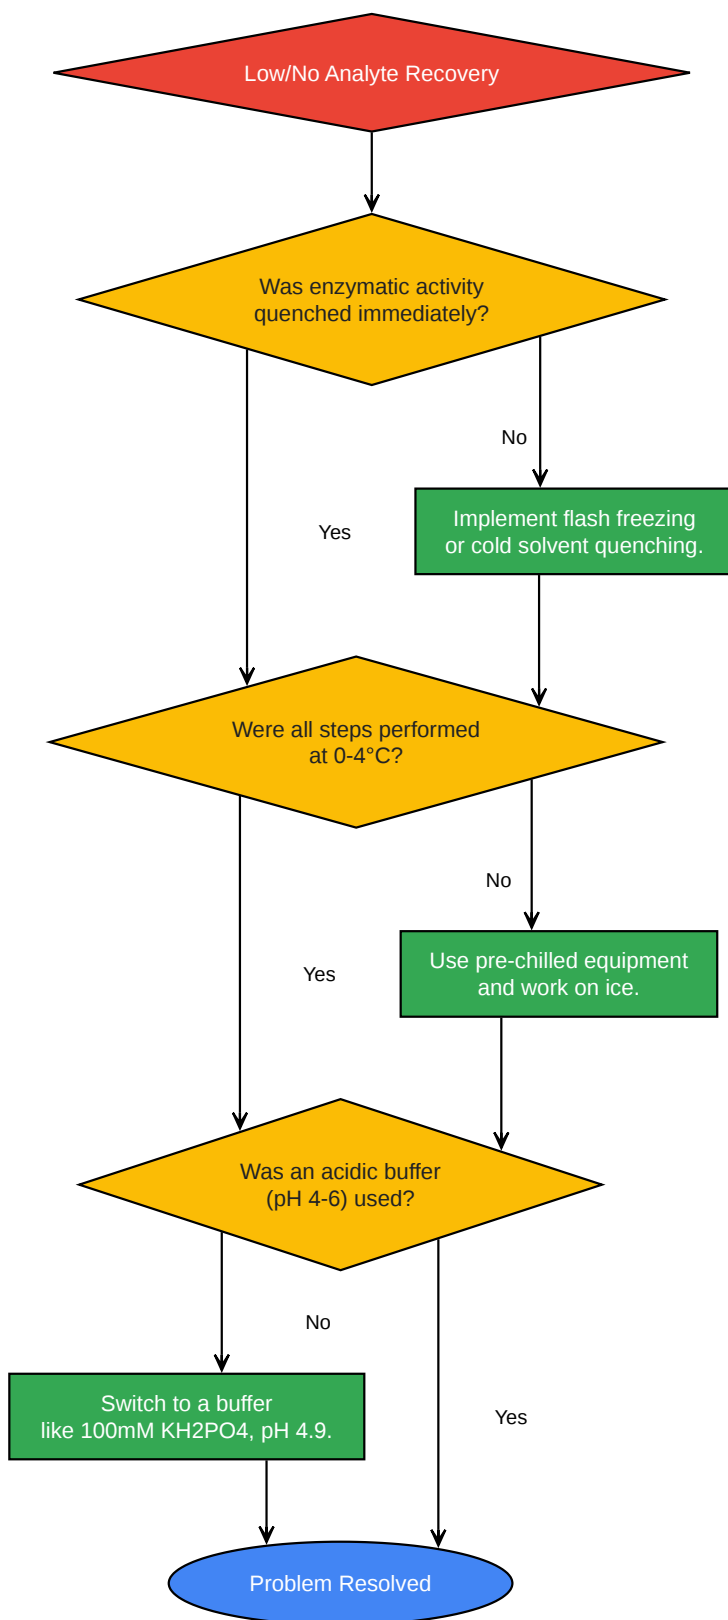 Low/No Analyte Recovery
Was enzymatic activity
quenched immediately?
No
Implement flash freezing
or cold solvent quenching.
Yes
Were all steps performed
at 0-4°C?
No
Use pre-chilled equipment
and work on ice.
Yes
Was an acidic buffer
(pH 4-6) used?
No
Switch to a buffer
like 100mM KH2PO4, pH 4.9.
Yes
Problem Resolved